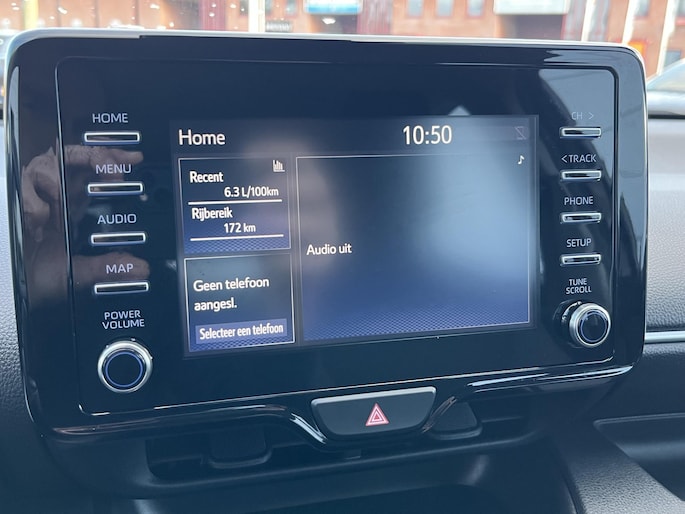 HOME
MENU
AUDIO
MAP
POWER
VOLUME
Home
10:50
Recent
6.3 L/100km
Rijbereik
172 km
Geen telefoon
aangesl.
Selecteer een telefoon
Audio uit
CH >
< TRACK
PHONE
SETUP
TUNE
SCROLL